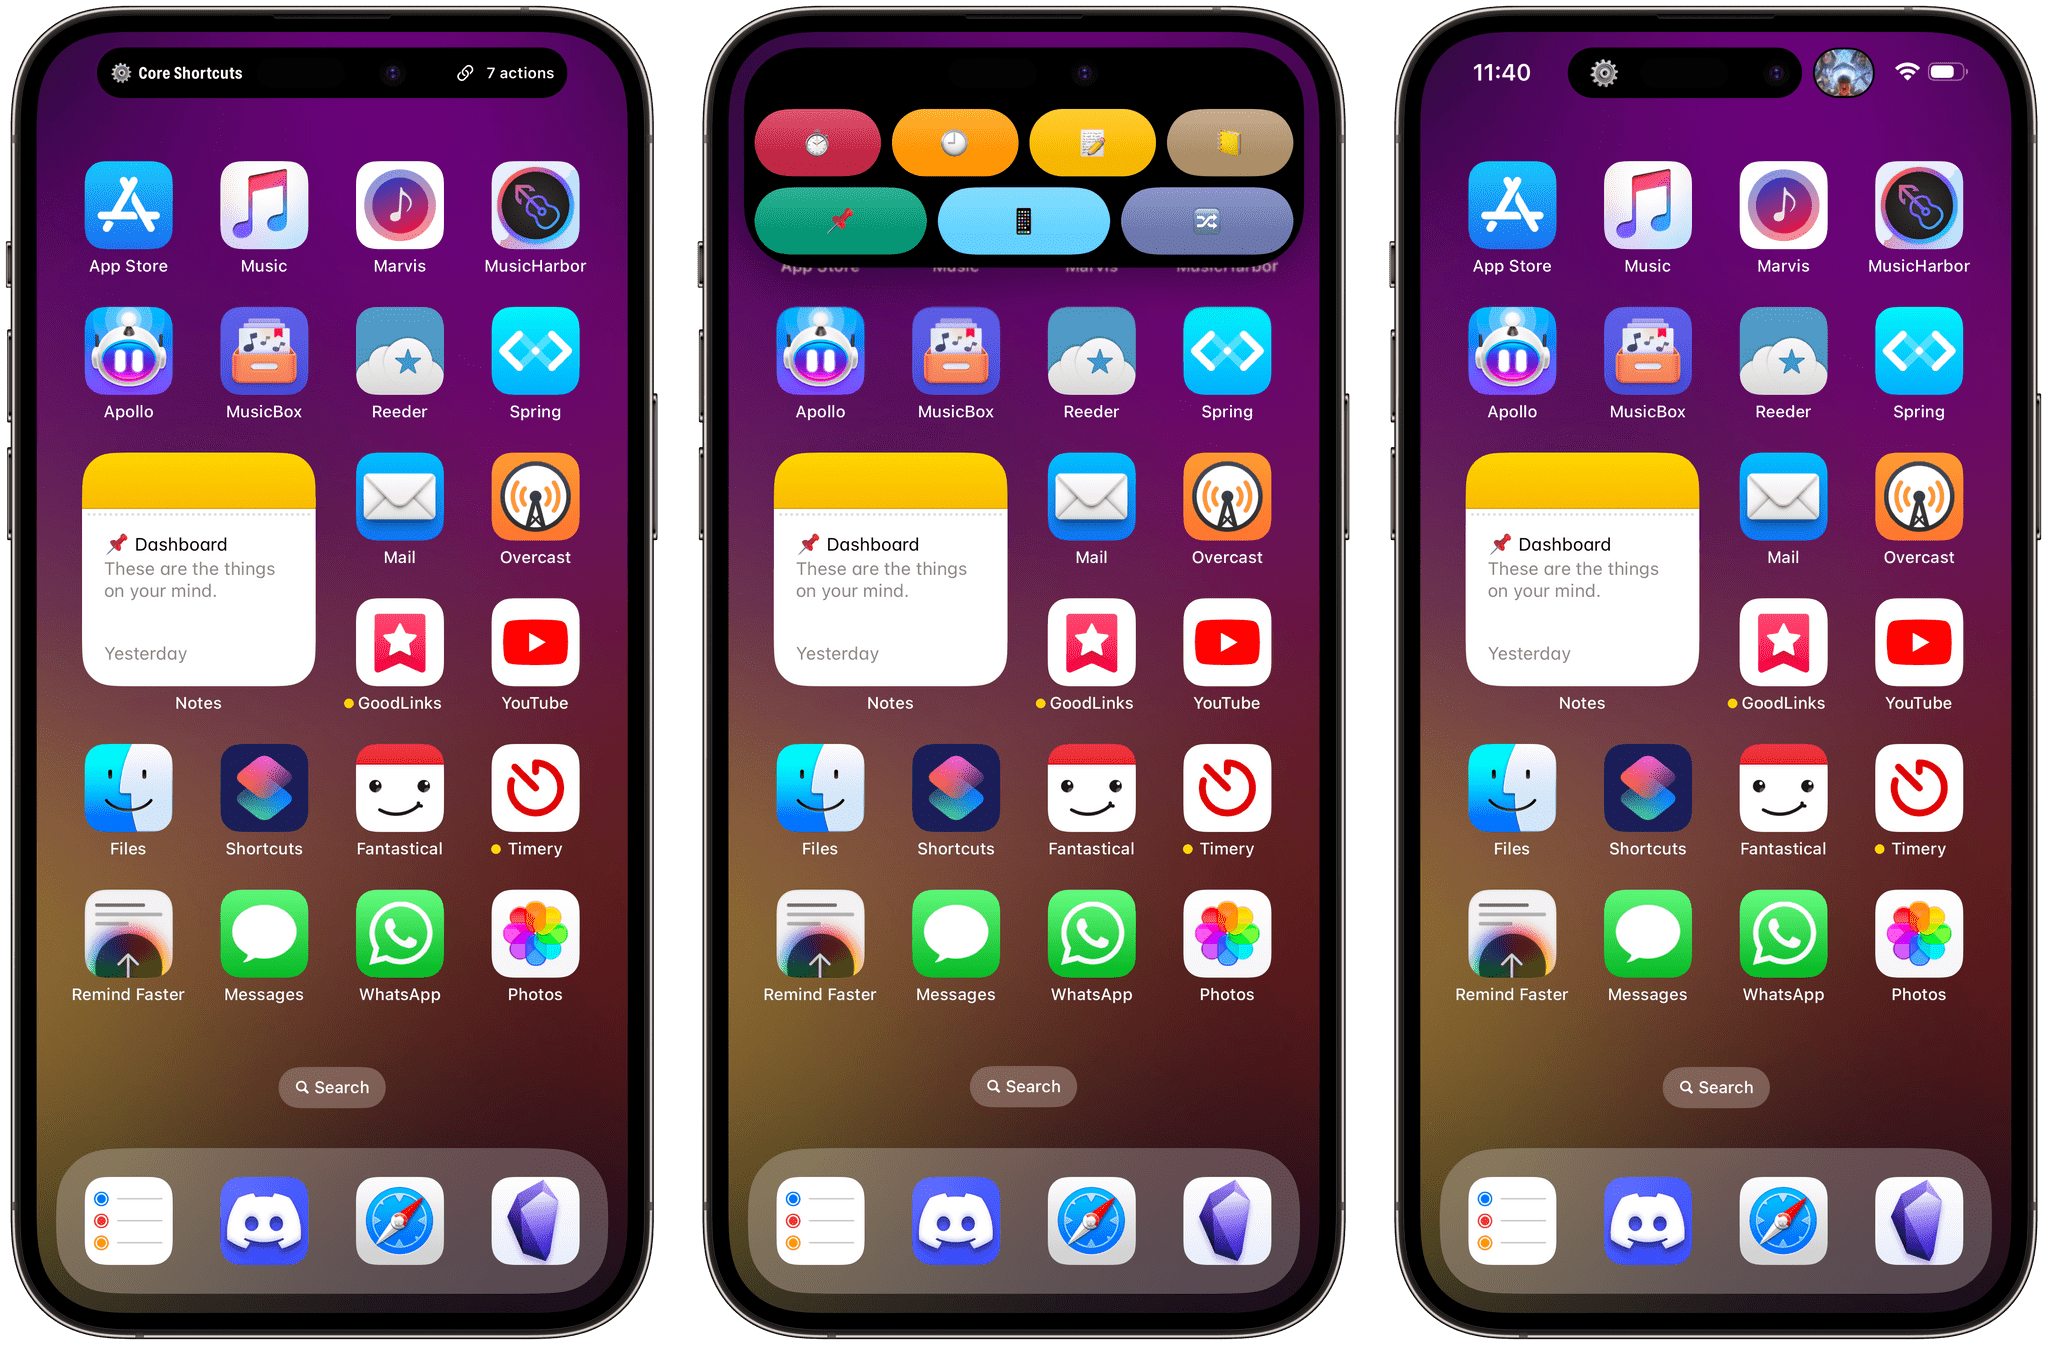 Core Shortcuts
7 actions
App Store
Music
Marvis
MusicHarbor
Apollo
MusicBox
Reeder
Spring
Dashboard
These are the things
on your mind.
Yesterday
Mail
Overcast
Notes
GoodLinks
YouTube
Files
Shortcuts
Fantastical
Timery
Remind Faster
Messages
WhatsApp
Photos
Search
App Store
Music
Marvis
MusicHarbor
Apollo
MusicBox
Reeder
Spring
Dashboard
These are the things
on your mind.
Yesterday
Mail
Overcast
Notes
GoodLinks
YouTube
Files
Shortcuts
Fantastical
Timery
Remind Faster
Messages
WhatsApp
Photos
Search
11:40
App Store
Music
Marvis
MusicHarbor
Apollo
MusicBox
Reeder
Spring
Dashboard
These are the things
on your mind.
Yesterday
Mail
Overcast
Notes
GoodLinks
YouTube
Files
Shortcuts
Fantastical
Timery
Remind Faster
Messages
WhatsApp
Photos
Search